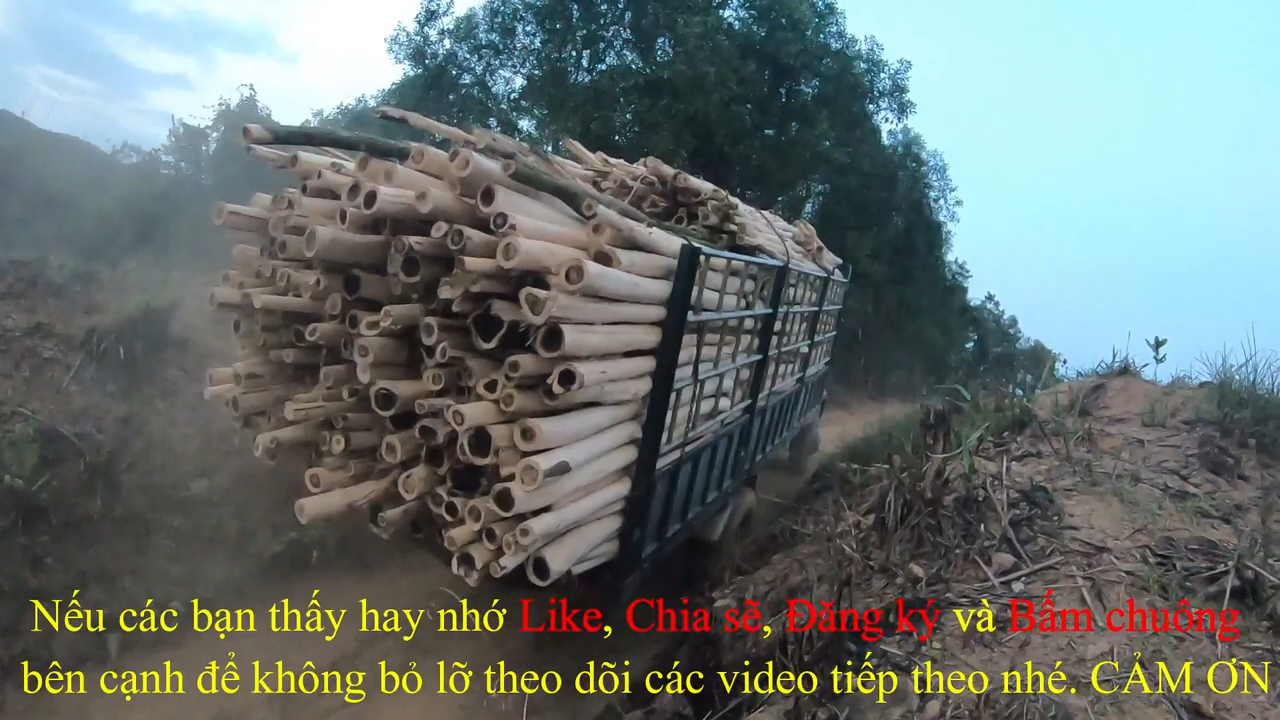 Nếu các bạn thấy hay nhớ Like, Chia sẽ, Đăng ký và Bấm chuông
bên cạnh để không bỏ lỡ theo dõi các video tiếp theo nhé. CẢM ƠN